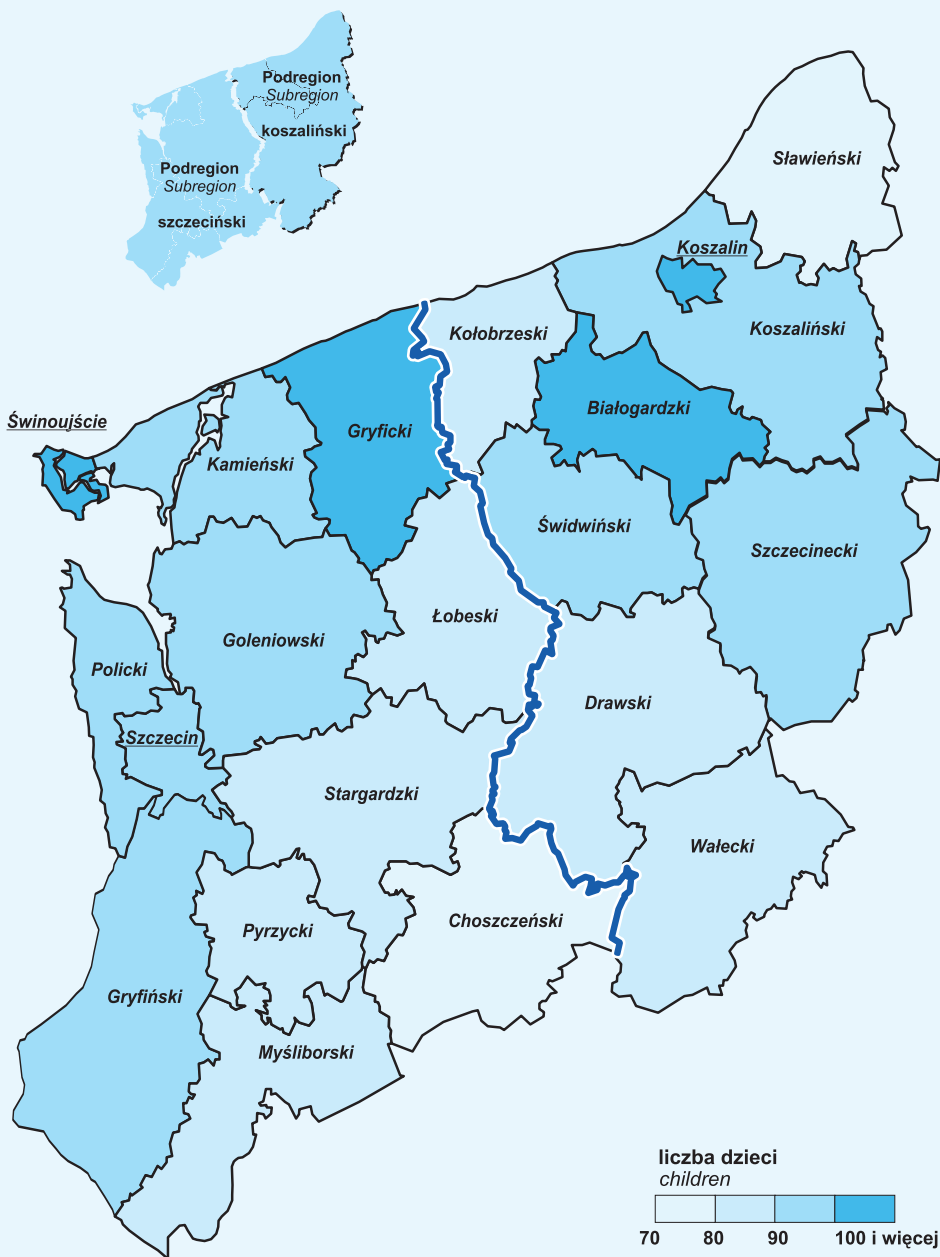 Podregion
Subregion
koszaliński
Podregion
Subregion
szczeciński
Sławieński
Koszalin
Koszaliński
Kołobrzeski
Białogardzki
Świnoujście
Gryficki
Kamieński
Świdwiński
Szczecinecki
Łobeski
Goleniowski
Policki
Drawski
Szczecin
Stargardzki
Wałecki
Choszczeński
Pyrzycki
Gryfiński
Myśliborski
liczba dzieci
children
70 80 90 100 i więcej